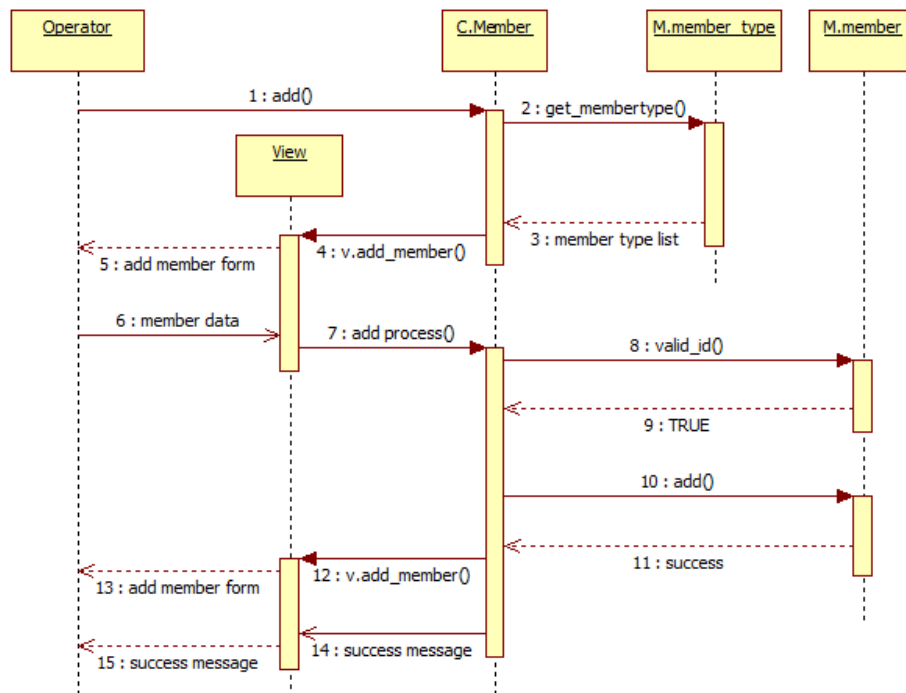 Operator
C.Member
M.member_type
M.member
1 : add()
2 : get_membertype()
View
3 : member type list
4 : v.add_member()
5 : add member form
6 : member data
7 : add process()
8 : valid_id()
9 : TRUE
10 : add()
11 : success
12 : v.add_member()
13 : add member form
14 : success message
15 : success message